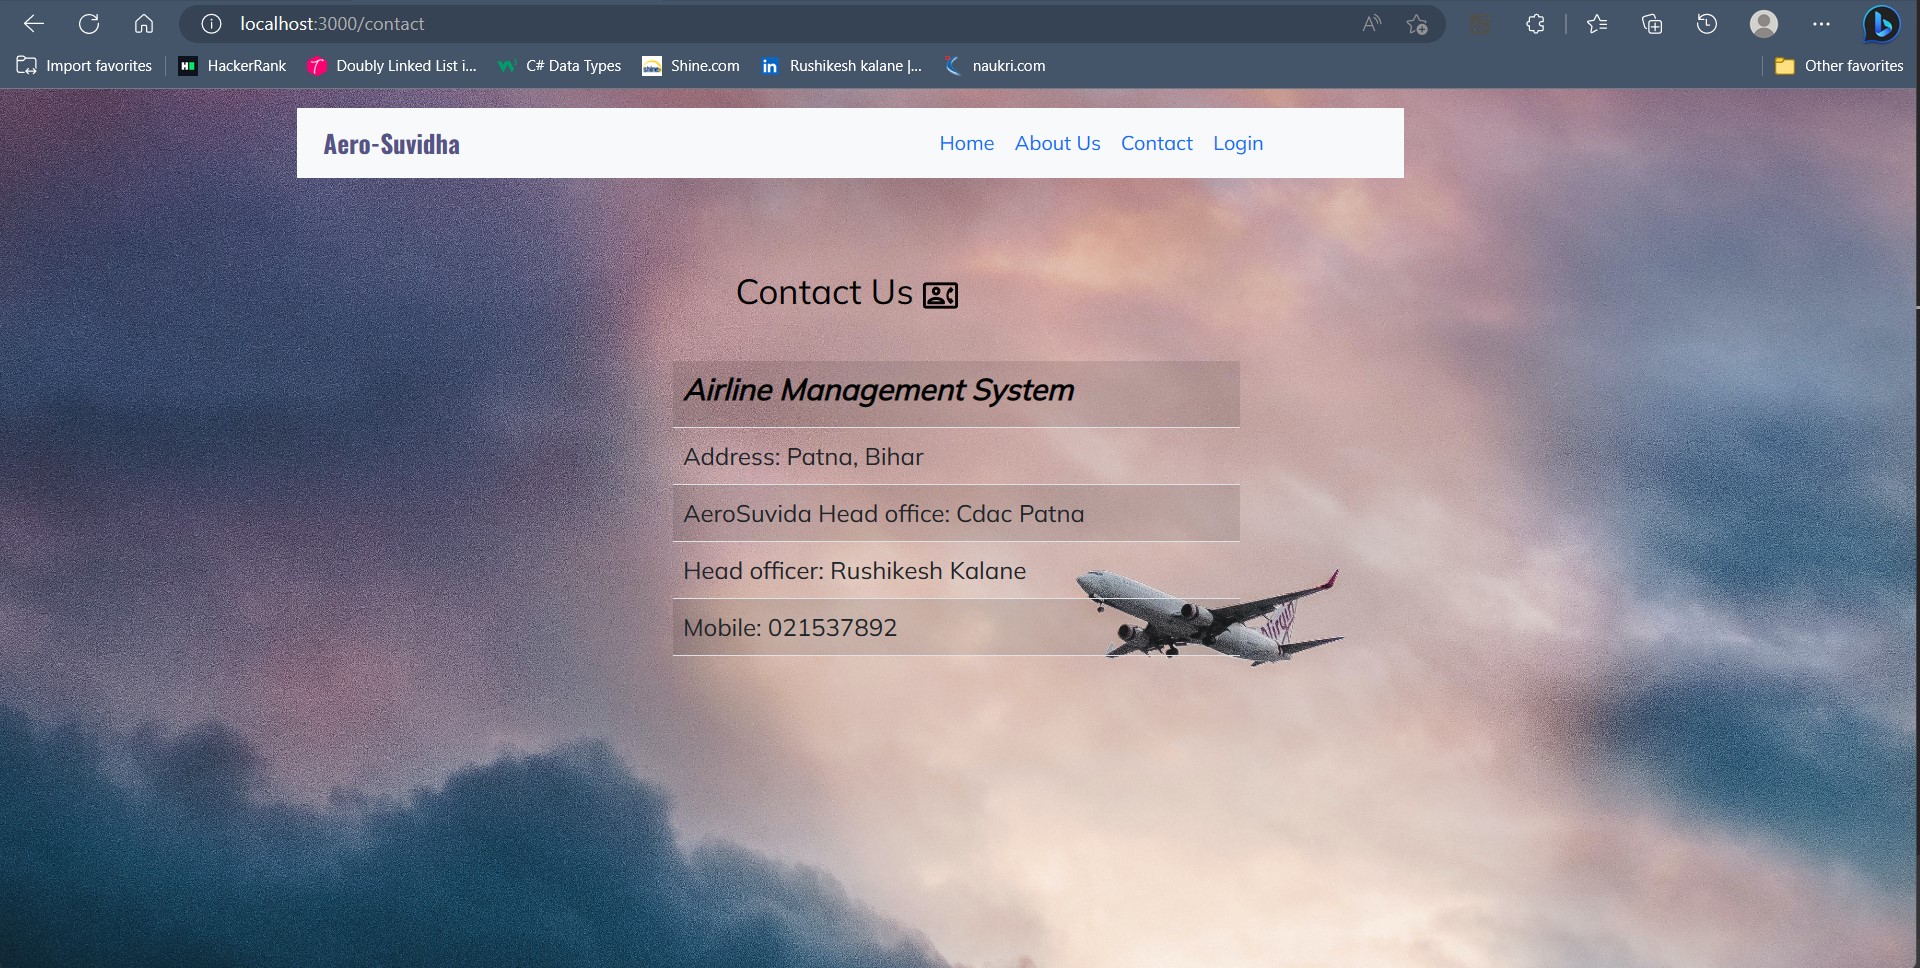 localhost:3000/contact
Import favorites HackerRank Doubly Linked List i... C# Data Types Shine.com Rushikesh kalane |... naukri.com Other favorites
Aero-Suvidha Home About Us Contact Login
Contact Us
Airline Management System
Address: Patna, Bihar
AeroSuvida Head office: Cdac Patna
Head officer: Rushikesh Kalane
Mobile: 021537892
Virgin